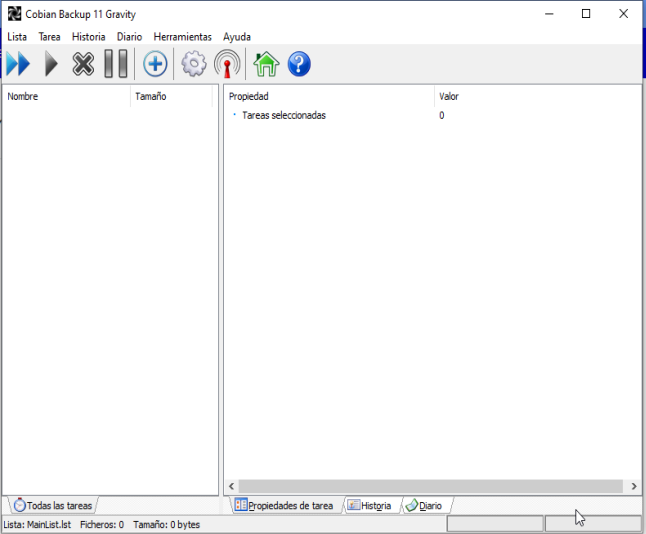 Cobian Backup 11 Gravity
Lista Tarea Historia Diario Herramientas Ayuda
Nombre Tamaño Propiedad Valor
Tareas seleccionadas 0
Todas las tareas Propiedades de tarea Historia Diario
Lista: MainList.lst Ficheros: 0 Tamaño: 0 bytes